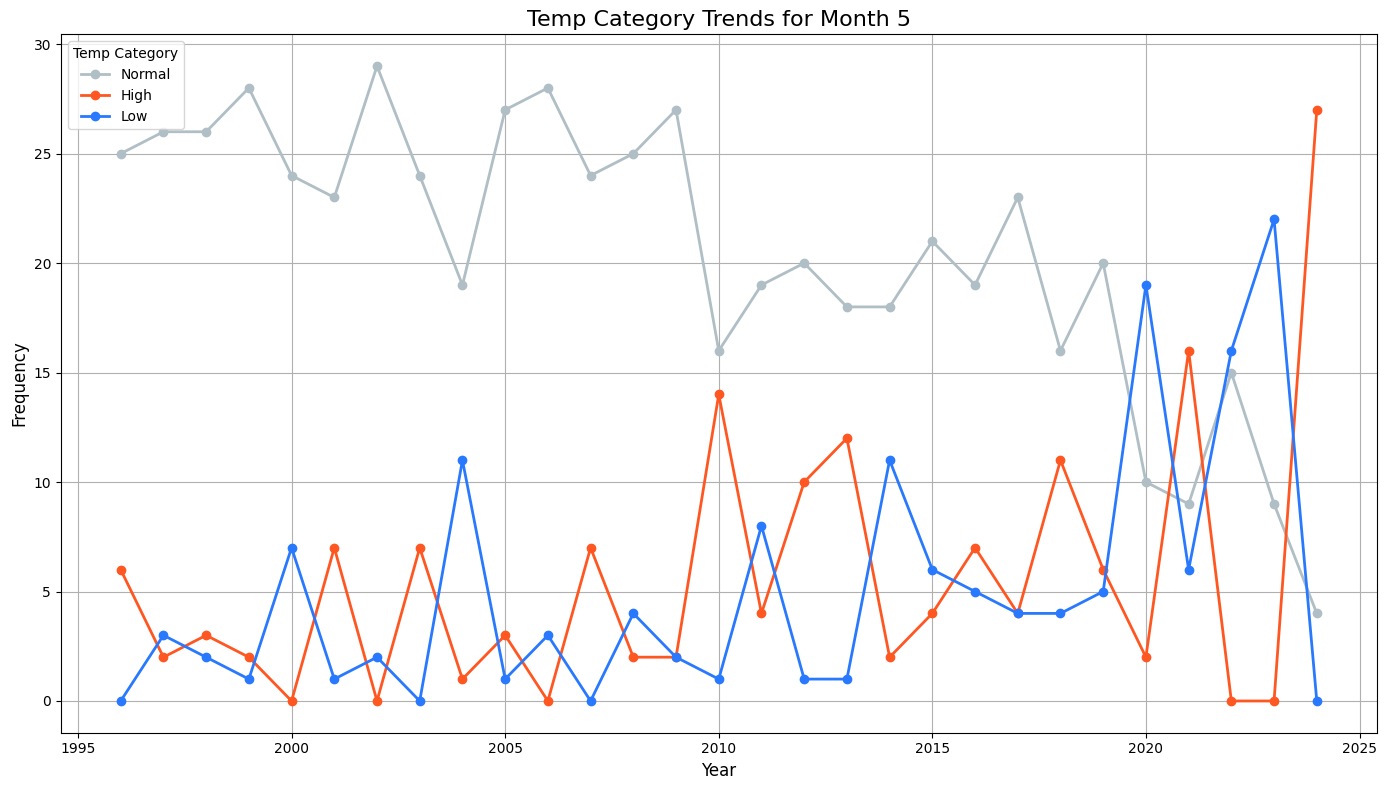 Temp Category Trends for Month 5
Temp Category
Normal
High
Low
Frequency
30
25
20
15
10
5
0
1995 2000 2005 2010 2015 2020 2025
Year